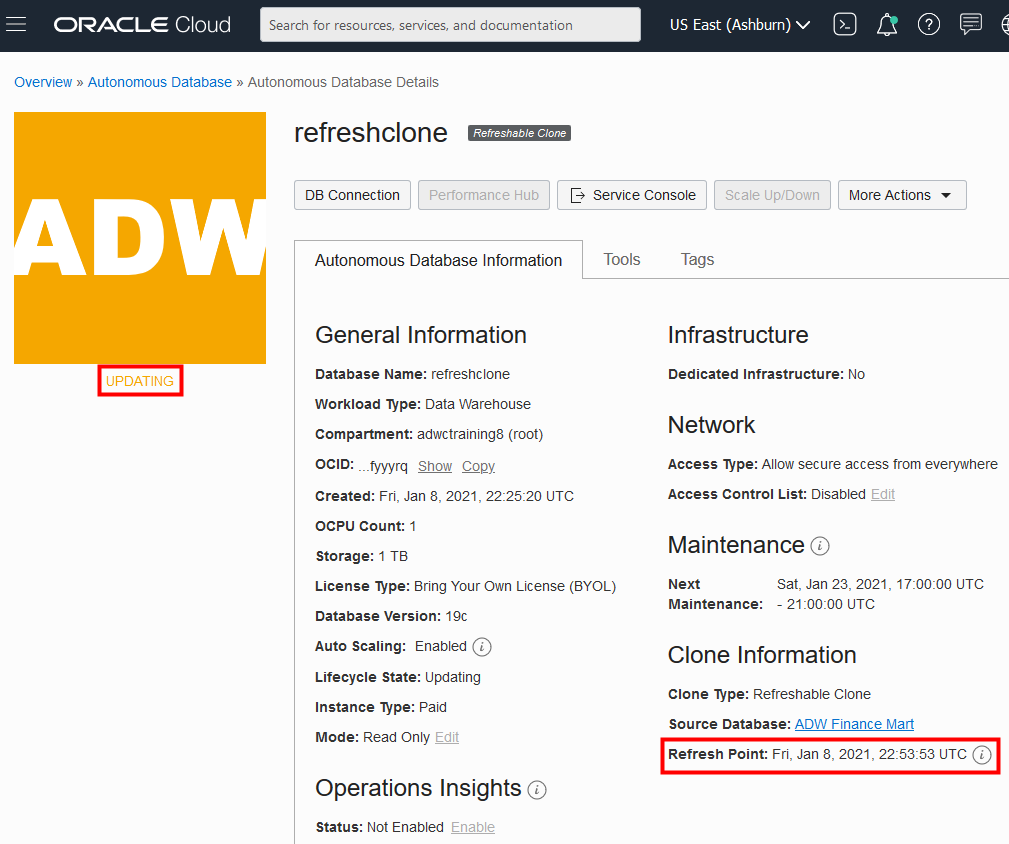 ORACLE Cloud
Search for resources, services, and documentation
US East (Ashburn)
Overview » Autonomous Database » Autonomous Database Details
ADW
UPDATING
refreshclone Refreshable Clone
DB Connection Performance Hub Service Console Scale Up/Down More Actions
Autonomous Database Information Tools Tags
General Information
Database Name: refreshclone
Workload Type: Data Warehouse
Compartment: adwctraining8 (root)
OCID: ...fyyyrq Show Copy
Created: Fri, Jan 8, 2021, 22:25:20 UTC
OCPU Count: 1
Storage: 1 TB
License Type: Bring Your Own License (BYOL)
Database Version: 19c
Auto Scaling: Enabled
Lifecycle State: Updating
Instance Type: Paid
Mode: Read Only Edit
Operations Insights
Status: Not Enabled Enable
Infrastructure
Dedicated Infrastructure: No
Network
Access Type: Allow secure access from everywhere
Access Control List: Disabled Edit
Maintenance
Next Sat, Jan 23, 2021, 17:00:00 UTC
Maintenance: - 21:00:00 UTC
Clone Information
Clone Type: Refreshable Clone
Source Database: ADW Finance Mart
Refresh Point: Fri, Jan 8, 2021, 22:53:53 UTC